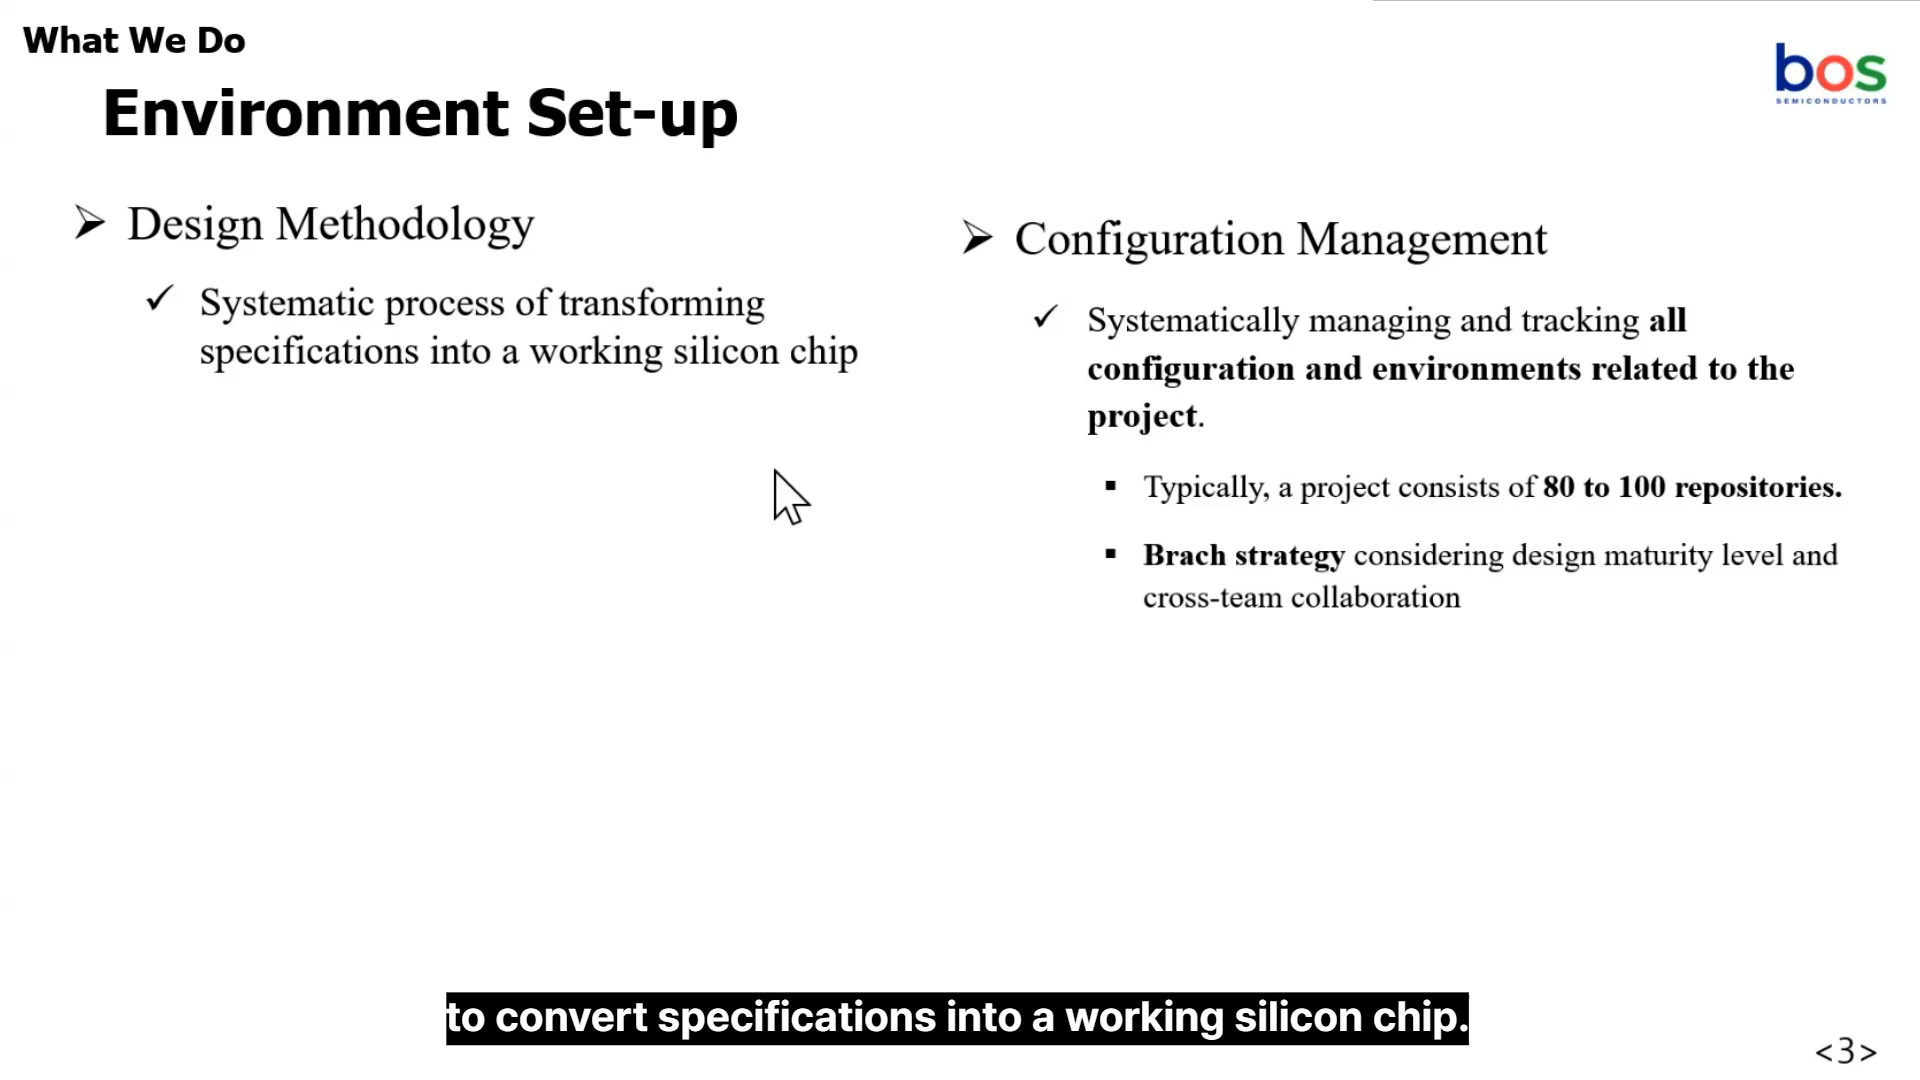 What We Do
Environment Set-up
bos
SEMICONDUCTORS
Design Methodology
Systematic process of transforming
specifications into a working silicon chip
Configuration Management
Systematically managing and tracking all
configuration and environments related to the
project.
Typically, a project consists of 80 to 100 repositories.
Brach strategy considering design maturity level and
cross-team collaboration
to convert specifications into a working silicon chip.
<3>